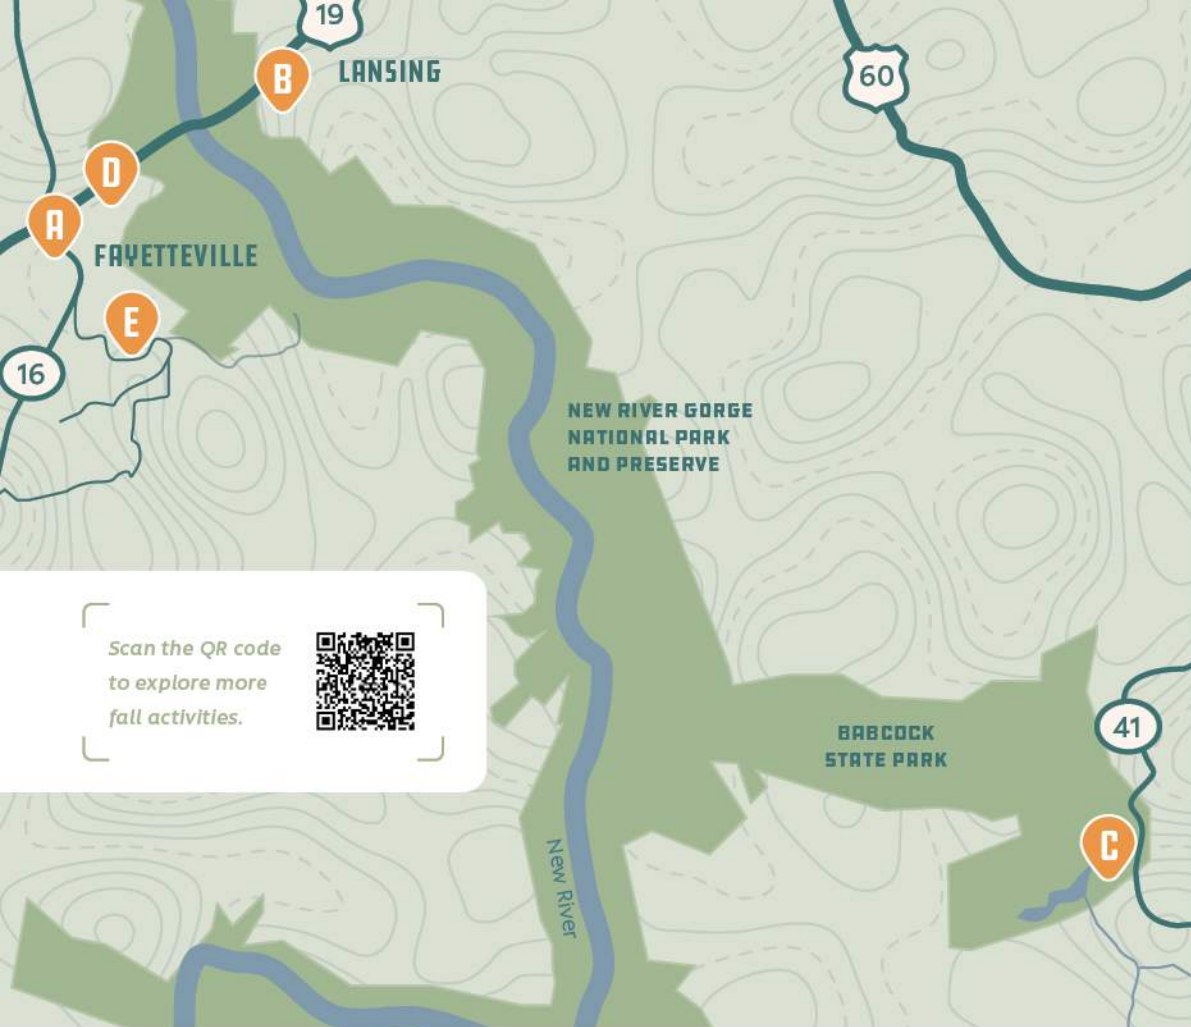 19
LANSING
B
60
D
A
FAYETTEVILLE
E
16
NEW RIVER GORGE
NATIONAL PARK
AND PRESERVE
Scan the QR code
to explore more
fall activities.
41
BABCOCK
STATE PARK
C
New River